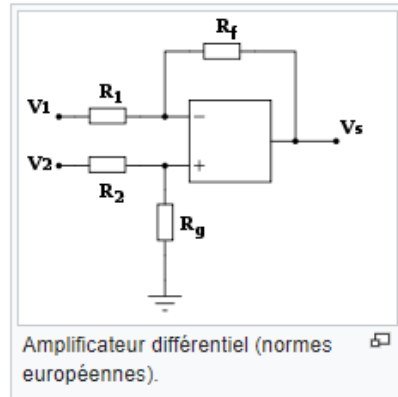 Rf
R1
V1
−
Vs
V2
+
R2
Rg
Amplificateur différentiel (normes
européennes).